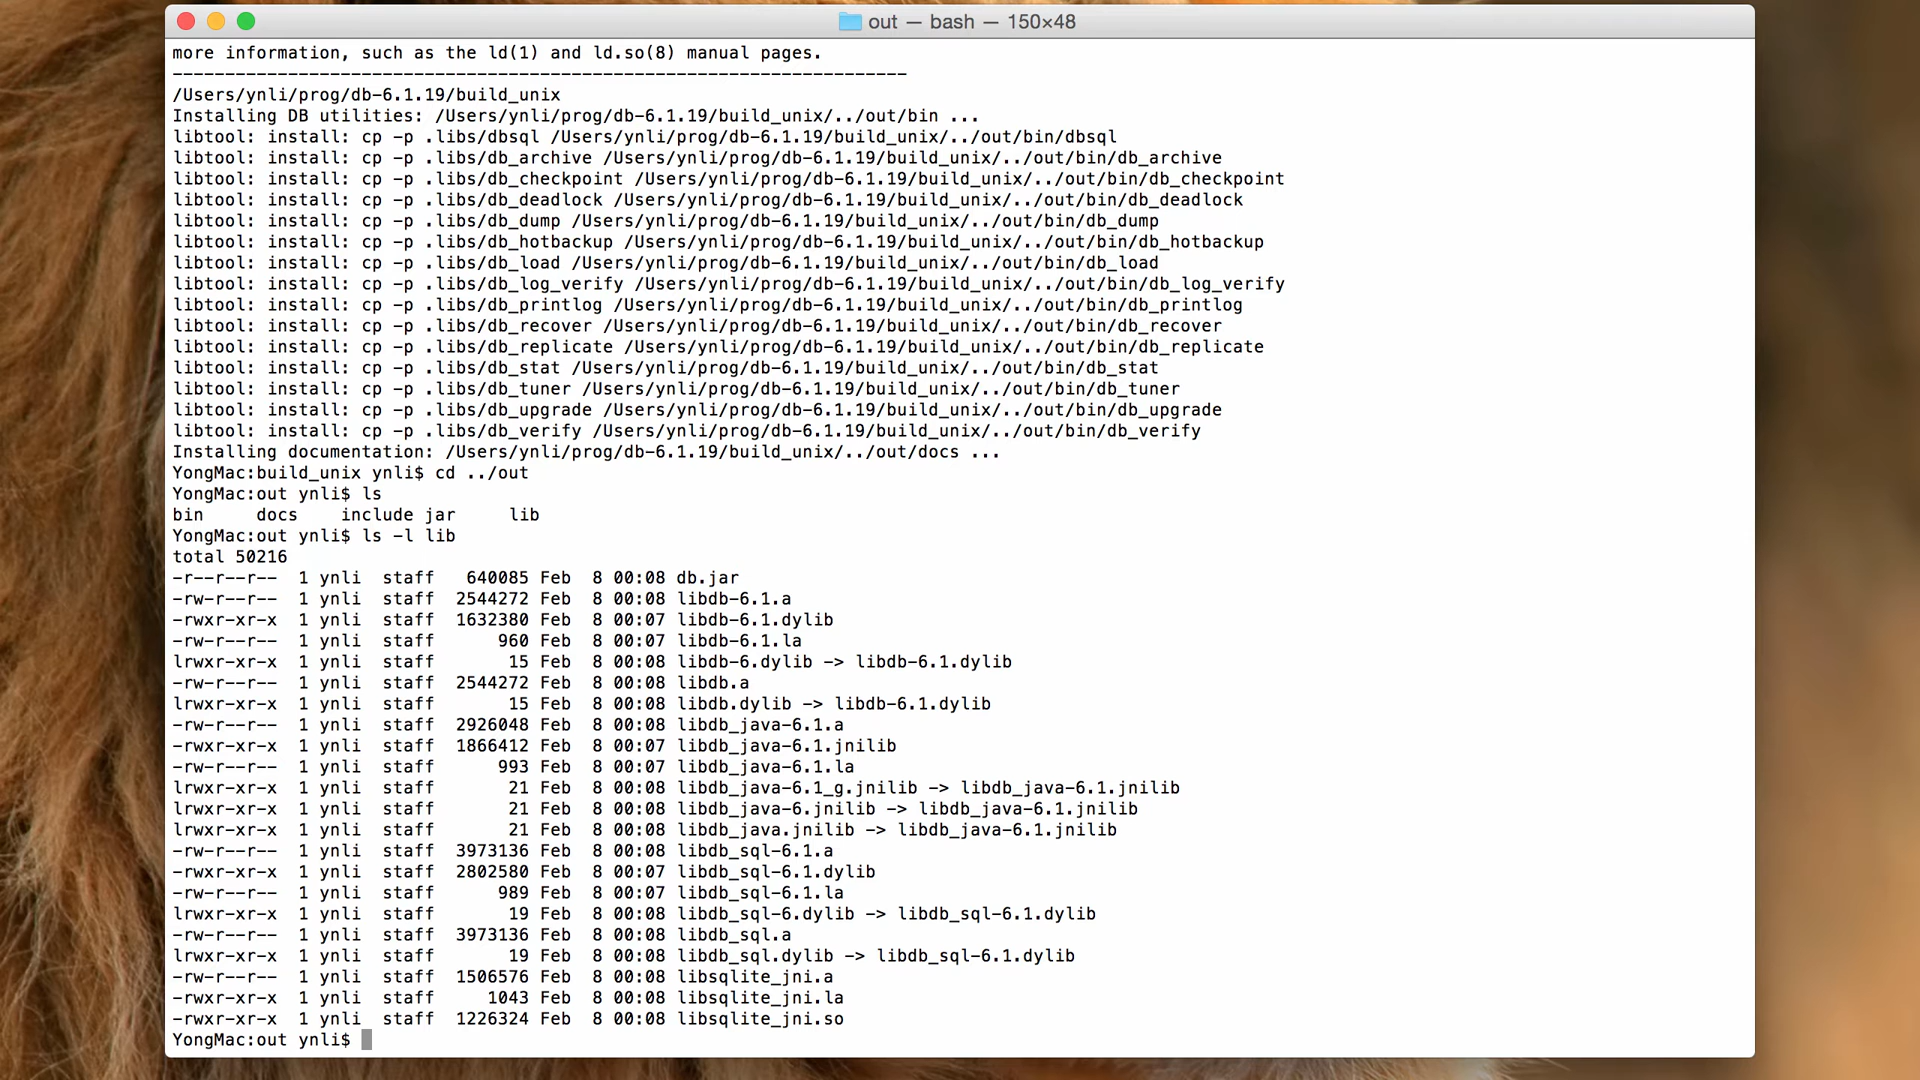 out — bash — 150×48
more information, such as the ld(1) and ld.so(8) manual pages.
----------------------------------------------------------------------
/Users/ynli/prog/db-6.1.19/build_unix
Installing DB utilities: /Users/ynli/prog/db-6.1.19/build_unix/../out/bin ...
libtool: install: cp -p .libs/dbsql /Users/ynli/prog/db-6.1.19/build_unix/../out/bin/dbsql
libtool: install: cp -p .libs/db_archive /Users/ynli/prog/db-6.1.19/build_unix/../out/bin/db_archive
libtool: install: cp -p .libs/db_checkpoint /Users/ynli/prog/db-6.1.19/build_unix/../out/bin/db_checkpoint
libtool: install: cp -p .libs/db_deadlock /Users/ynli/prog/db-6.1.19/build_unix/../out/bin/db_deadlock
libtool: install: cp -p .libs/db_dump /Users/ynli/prog/db-6.1.19/build_unix/../out/bin/db_dump
libtool: install: cp -p .libs/db_hotbackup /Users/ynli/prog/db-6.1.19/build_unix/../out/bin/db_hotbackup
libtool: install: cp -p .libs/db_load /Users/ynli/prog/db-6.1.19/build_unix/../out/bin/db_load
libtool: install: cp -p .libs/db_log_verify /Users/ynli/prog/db-6.1.19/build_unix/../out/bin/db_log_verify
libtool: install: cp -p .libs/db_printlog /Users/ynli/prog/db-6.1.19/build_unix/../out/bin/db_printlog
libtool: install: cp -p .libs/db_recover /Users/ynli/prog/db-6.1.19/build_unix/../out/bin/db_recover
libtool: install: cp -p .libs/db_replicate /Users/ynli/prog/db-6.1.19/build_unix/../out/bin/db_replicate
libtool: install: cp -p .libs/db_stat /Users/ynli/prog/db-6.1.19/build_unix/../out/bin/db_stat
libtool: install: cp -p .libs/db_tuner /Users/ynli/prog/db-6.1.19/build_unix/../out/bin/db_tuner
libtool: install: cp -p .libs/db_upgrade /Users/ynli/prog/db-6.1.19/build_unix/../out/bin/db_upgrade
libtool: install: cp -p .libs/db_verify /Users/ynli/prog/db-6.1.19/build_unix/../out/bin/db_verify
Installing documentation: /Users/ynli/prog/db-6.1.19/build_unix/../out/docs ...
YongMac:build_unix ynli$ cd ../out
YongMac:out ynli$ ls
bin     docs    include jar     lib
YongMac:out ynli$ ls -l lib
total 50216
-r--r--r--  1 ynli  staff   640085 Feb  8 00:08 db.jar
-rw-r--r--  1 ynli  staff  2544272 Feb  8 00:08 libdb-6.1.a
-rwxr-xr-x  1 ynli  staff  1632380 Feb  8 00:07 libdb-6.1.dylib
-rw-r--r--  1 ynli  staff      960 Feb  8 00:07 libdb-6.1.la
lrwxr-xr-x  1 ynli  staff       15 Feb  8 00:08 libdb-6.dylib -> libdb-6.1.dylib
-rw-r--r--  1 ynli  staff  2544272 Feb  8 00:08 libdb.a
lrwxr-xr-x  1 ynli  staff       15 Feb  8 00:08 libdb.dylib -> libdb-6.1.dylib
-rw-r--r--  1 ynli  staff  2926048 Feb  8 00:08 libdb_java-6.1.a
-rwxr-xr-x  1 ynli  staff  1866412 Feb  8 00:07 libdb_java-6.1.jnilib
-rw-r--r--  1 ynli  staff      993 Feb  8 00:07 libdb_java-6.1.la
lrwxr-xr-x  1 ynli  staff       21 Feb  8 00:08 libdb_java-6.1_g.jnilib -> libdb_java-6.1.jnilib
lrwxr-xr-x  1 ynli  staff       21 Feb  8 00:08 libdb_java-6.jnilib -> libdb_java-6.1.jnilib
lrwxr-xr-x  1 ynli  staff       21 Feb  8 00:08 libdb_java.jnilib -> libdb_java-6.1.jnilib
-rw-r--r--  1 ynli  staff  3973136 Feb  8 00:08 libdb_sql-6.1.a
-rwxr-xr-x  1 ynli  staff  2802580 Feb  8 00:07 libdb_sql-6.1.dylib
-rw-r--r--  1 ynli  staff      989 Feb  8 00:07 libdb_sql-6.1.la
lrwxr-xr-x  1 ynli  staff       19 Feb  8 00:08 libdb_sql-6.dylib -> libdb_sql-6.1.dylib
-rw-r--r--  1 ynli  staff  3973136 Feb  8 00:08 libdb_sql.a
lrwxr-xr-x  1 ynli  staff       19 Feb  8 00:08 libdb_sql.dylib -> libdb_sql-6.1.dylib
-rw-r--r--  1 ynli  staff  1506576 Feb  8 00:08 libsqlite_jni.a
-rwxr-xr-x  1 ynli  staff     1043 Feb  8 00:08 libsqlite_jni.la
-rwxr-xr-x  1 ynli  staff  1226324 Feb  8 00:08 libsqlite_jni.so
YongMac:out ynli$